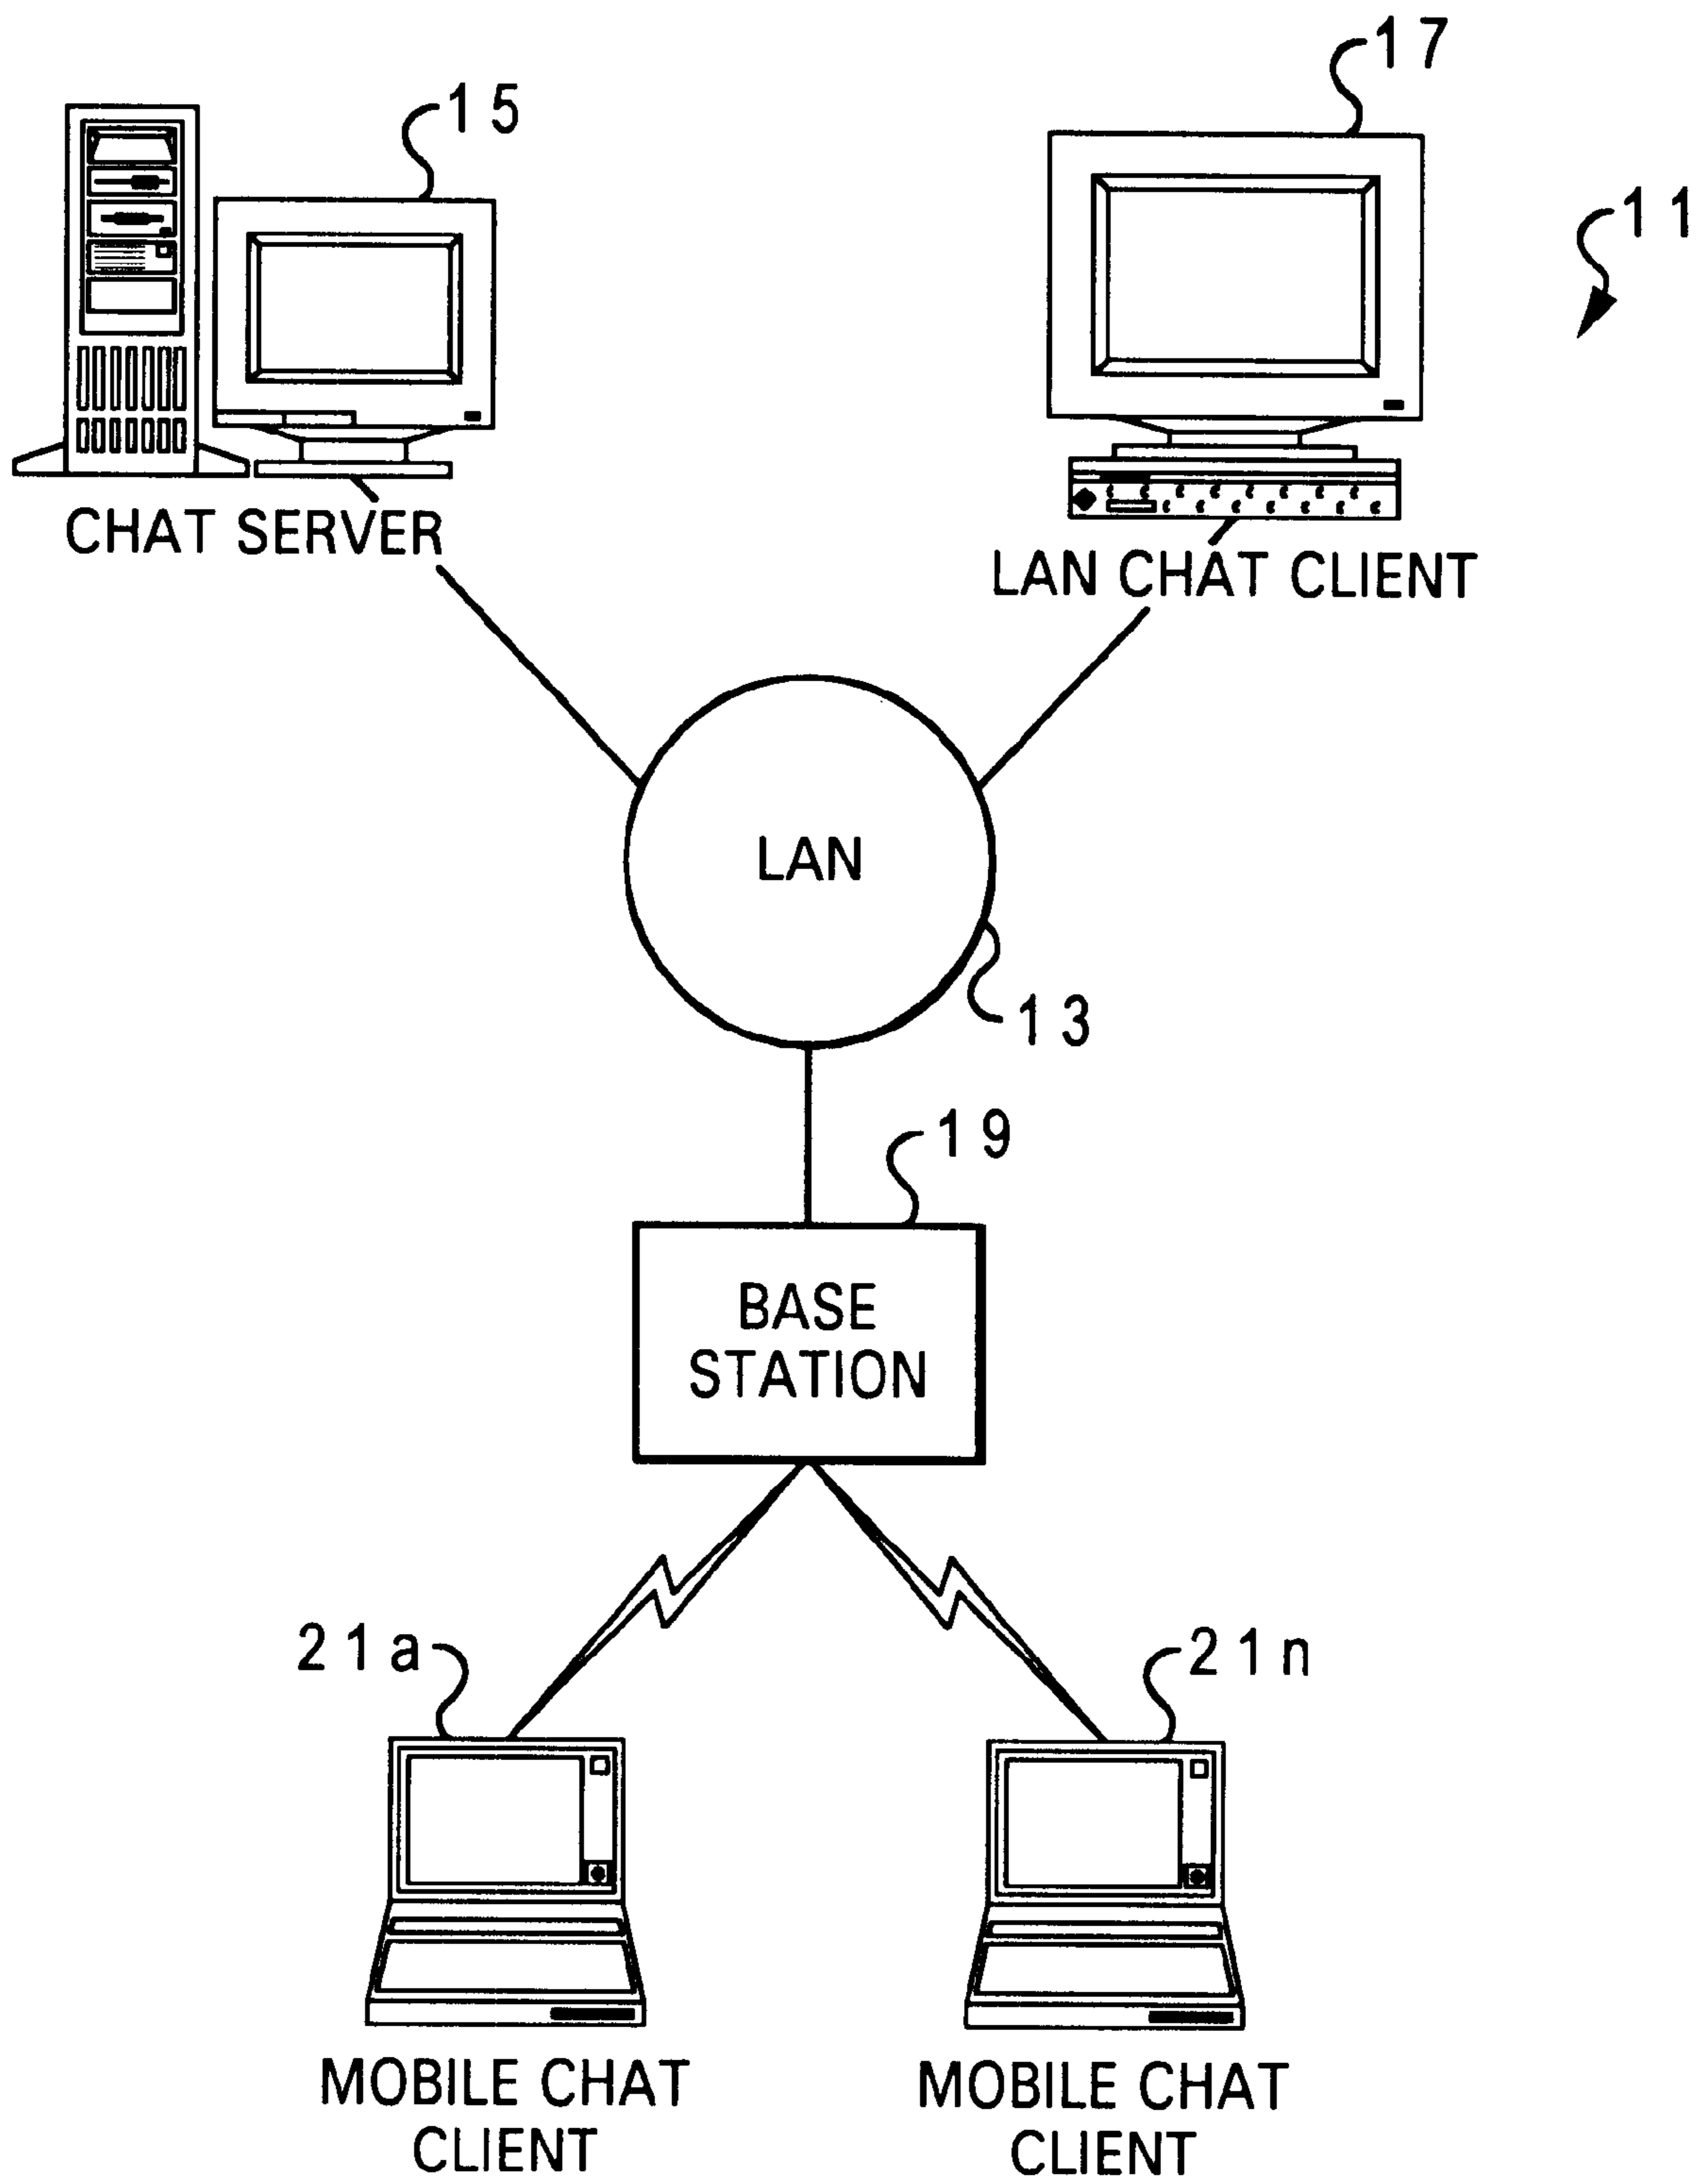 17
15
11
CHAT SERVER
LAN CHAT CLIENT
LAN
13
19
BASE
STATION
21a
21n
MOBILE CHAT
CLIENT
MOBILE CHAT
CLIENT